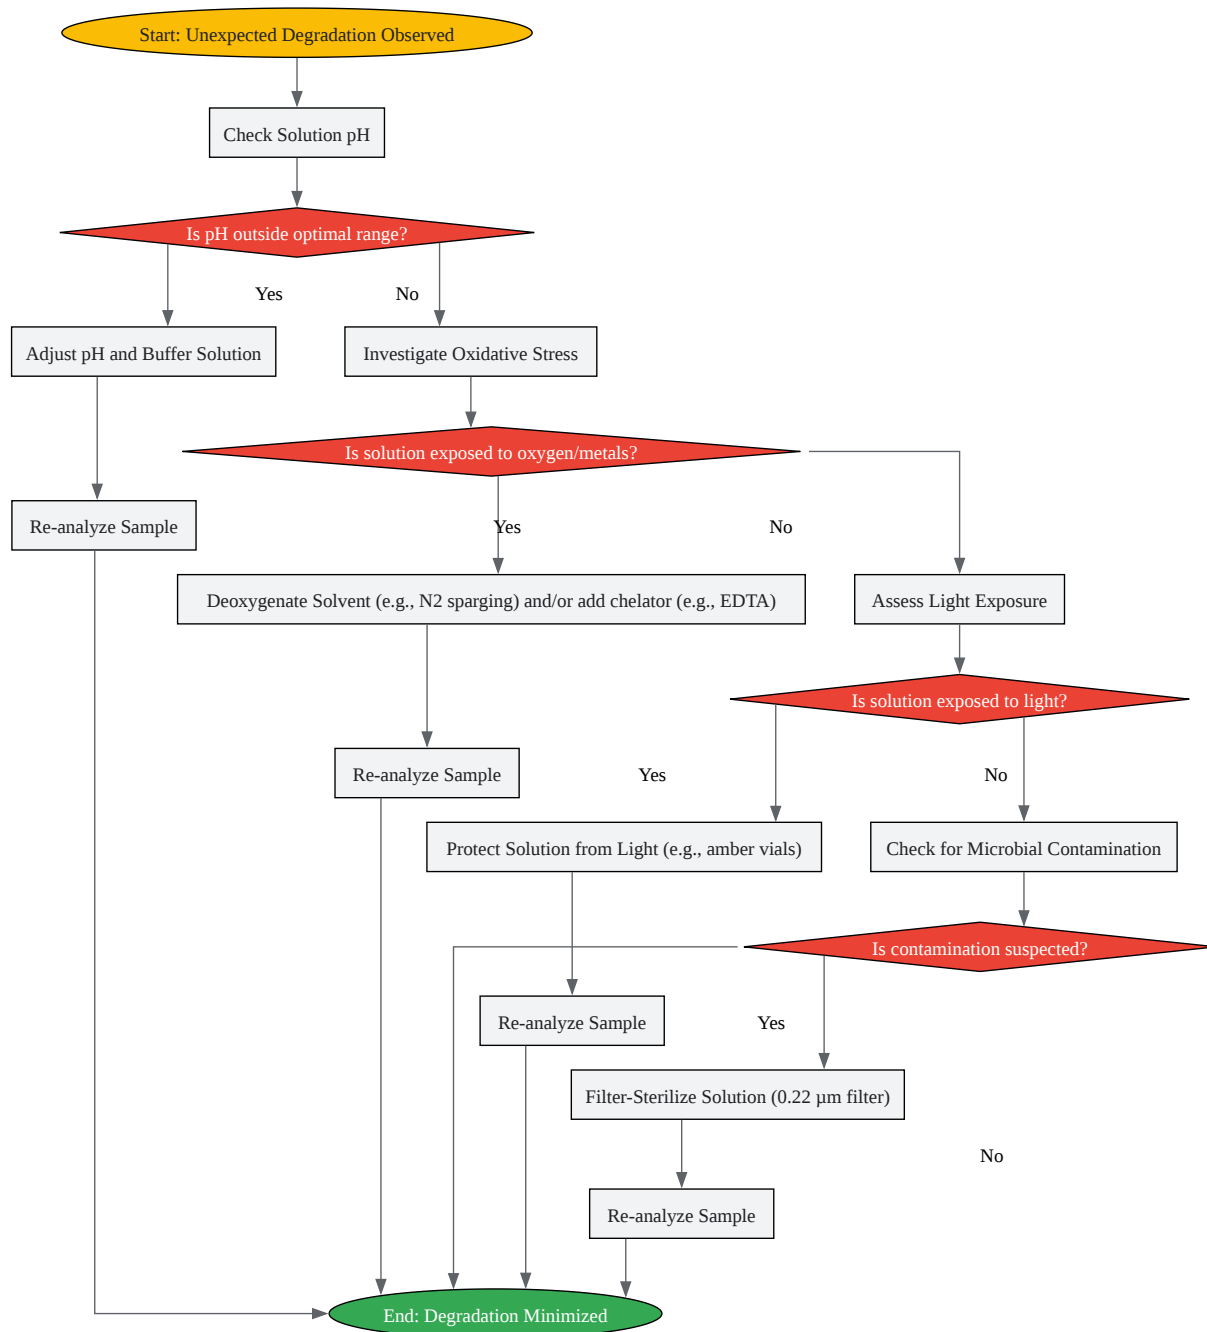 Start: Unexpected Degradation Observed
Check Solution pH
Is pH outside optimal range?
Yes
No
Adjust pH and Buffer Solution
Investigate Oxidative Stress
Is solution exposed to oxygen/metals?
Re-analyze Sample
Yes
No
Deoxygenate Solvent (e.g., N2 sparging) and/or add chelator (e.g., EDTA)
Assess Light Exposure
Is solution exposed to light?
Re-analyze Sample
Yes
No
Protect Solution from Light (e.g., amber vials)
Check for Microbial Contamination
Is contamination suspected?
Re-analyze Sample
Yes
Filter-Sterilize Solution (0.22 µm filter)
No
Re-analyze Sample
End: Degradation Minimized